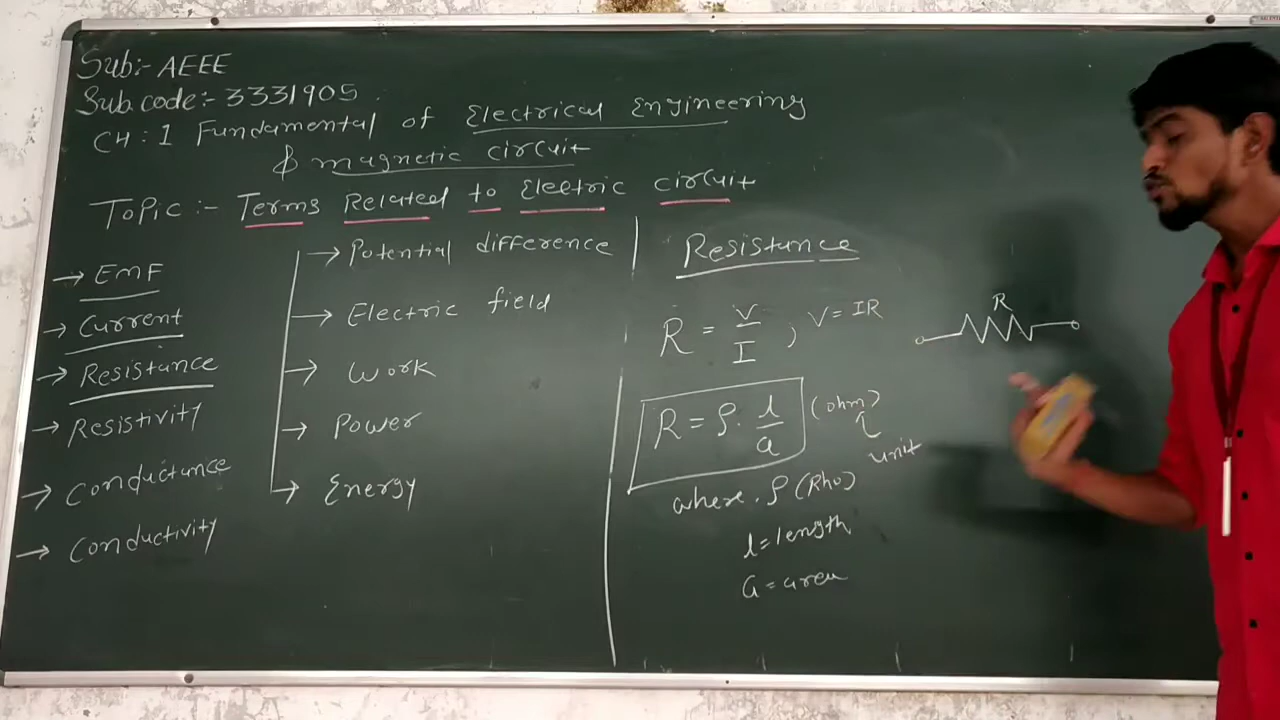 Sub:- AEEE
Sub code:- 3331905
CH:1 Fundamental of Electrical Engineering
& magnetic circuit
Topic:- Terms Related to Electric circuit
→ EMF
→ Current
→ Resistance
→ Resistivity
→ Conductance
→ Conductivity
→ Potential difference
→ Electric field
→ Work
→ Power
→ Energy
Resistance
R = V/I , V = IR
R = ρ. l/a (ohm)
unit
where. ρ (Rho)
l = length
a = area
R